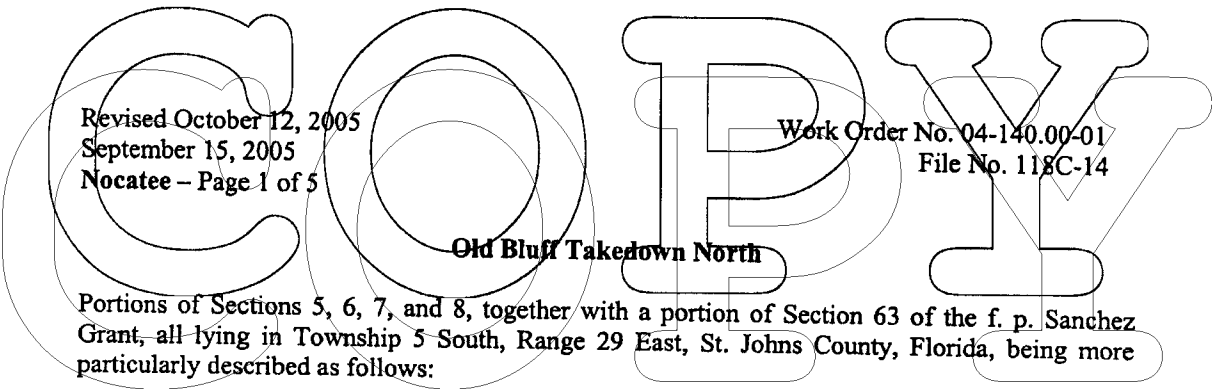 COPY
Revised October 12, 2005
September 15, 2005
Nocatee – Page 1 of 5
Work Order No. 04-140.00-01
File No. 118C-14
Old Bluff Takedown North
Portions of Sections 5, 6, 7, and 8, together with a portion of Section 63 of the f. p. Sanchez
Grant, all lying in Township 5 South, Range 29 East, St. Johns County, Florida, being more
particularly described as follows: